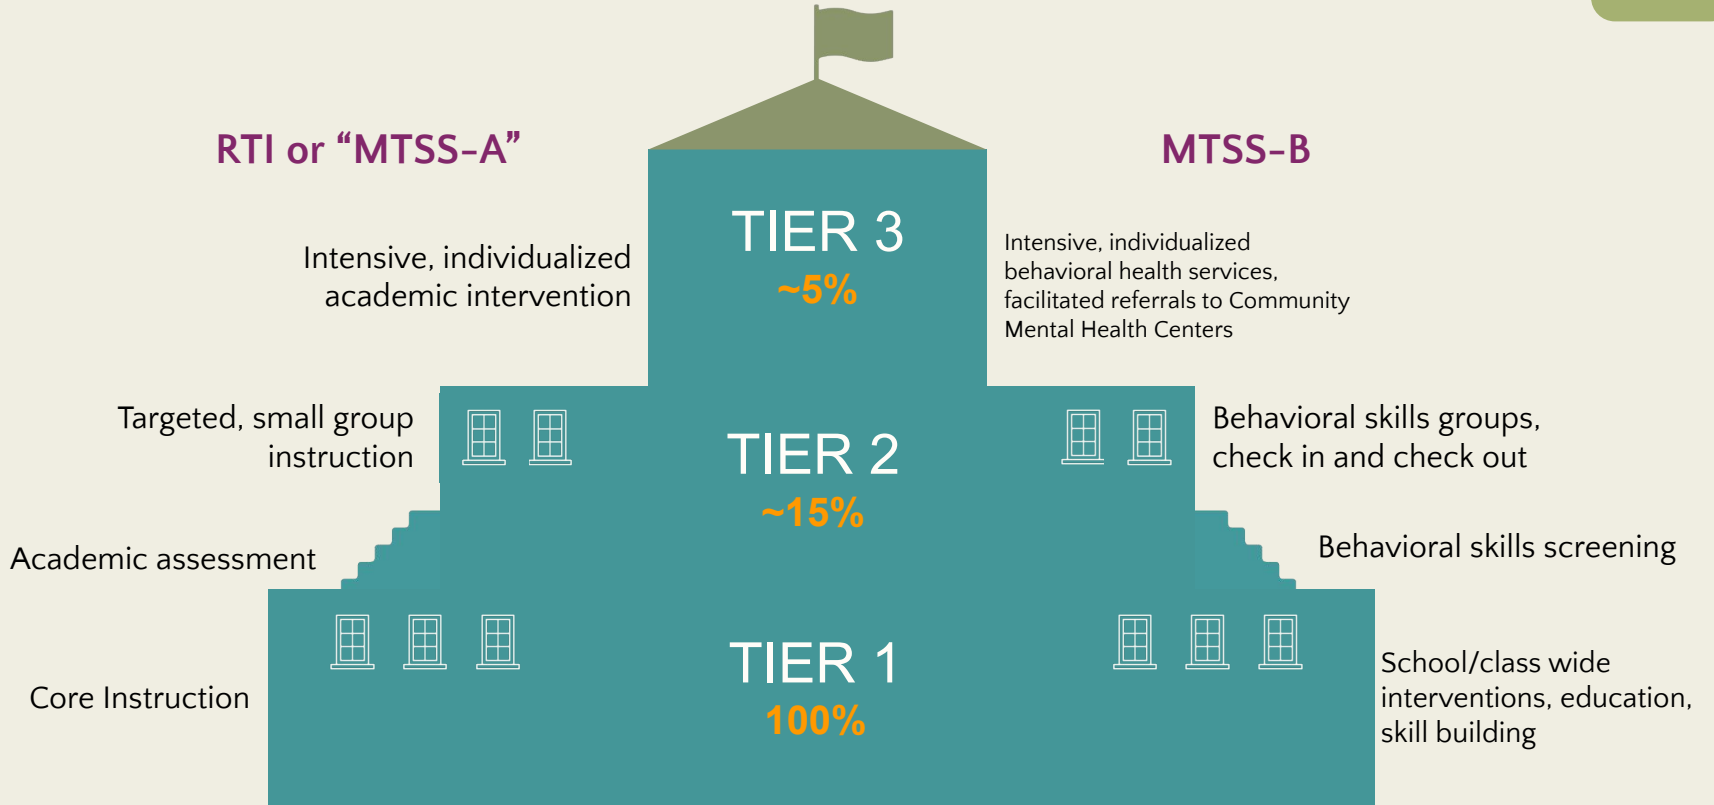 RTI or “MTSS-A”
MTSS-B
TIER 3
~5%
Intensive, individualized
academic intervention
Intensive, individualized
behavioral health services,
facilitated referrals to Community
Mental Health Centers
Targeted, small group
instruction
TIER 2
~15%
Behavioral skills groups,
check in and check out
Academic assessment
Behavioral skills screening
Core Instruction
TIER 1
100%
School/class wide
interventions, education,
skill building